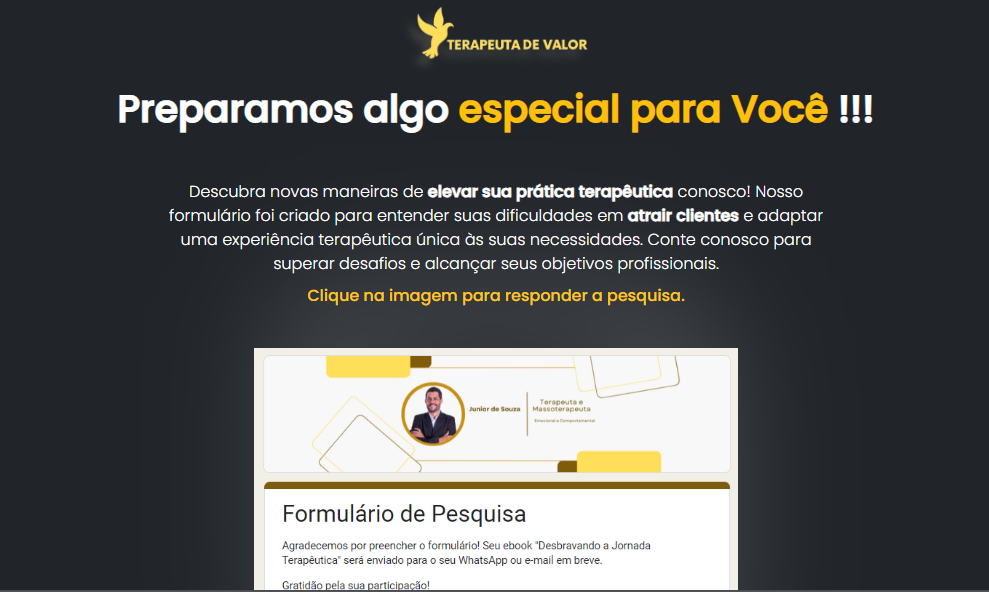 TERAPEUTA DE VALOR
Preparamos algo especial para Você !!!
Descubra novas maneiras de elevar sua prática terapêutica conosco! Nosso
formulário foi criado para entender suas dificuldades em atrair clientes e adaptar
uma experiência terapêutica única às suas necessidades. Conte conosco para
superar desafios e alcançar seus objetivos profissionais.
Clique na imagem para responder a pesquisa.
Junior de Souza
Terapeuta e
Massoterapeuta
Emocional e Comportamental
Formulário de Pesquisa
Agradecemos por preencher o formulário! Seu ebook "Desbravando a Jornada
Terapêutica" será enviado para o seu WhatsApp ou e-mail em breve.
Gratidão pela sua participação!